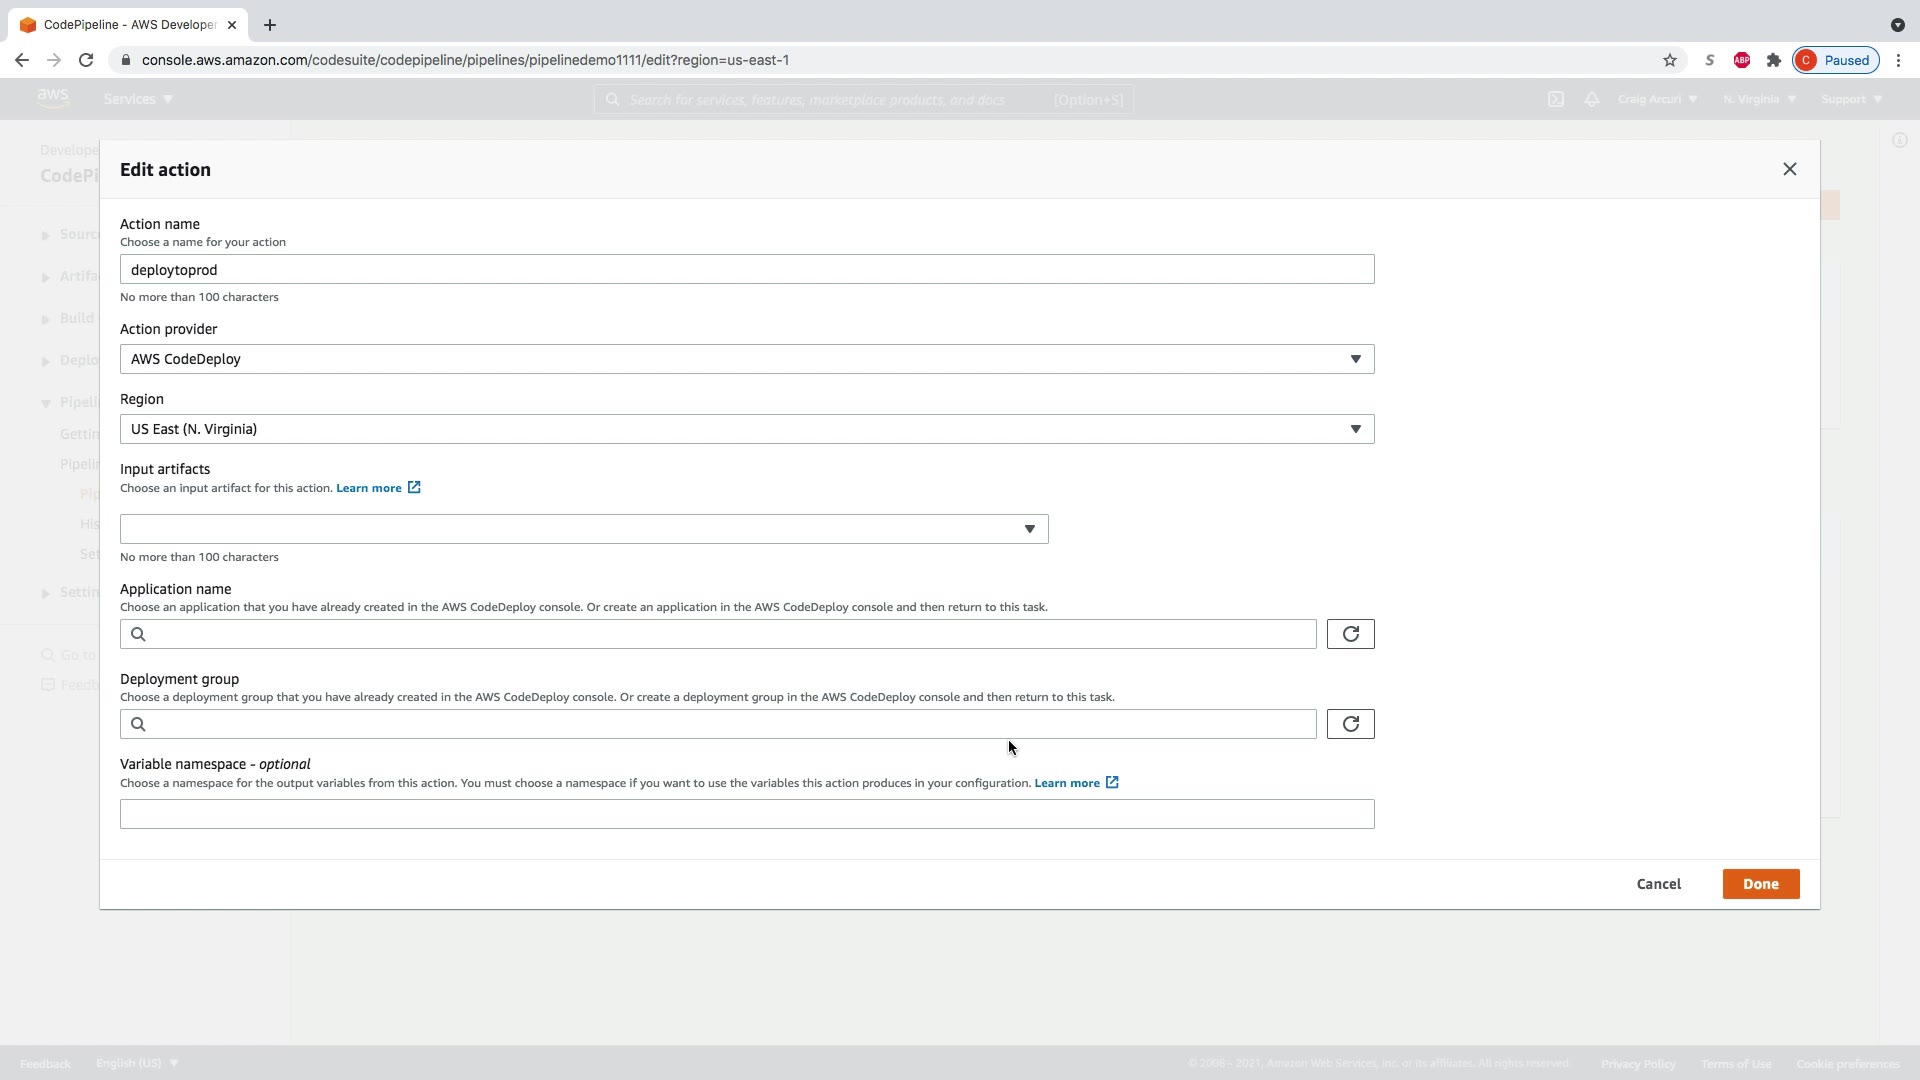 CodePipeline - AWS Developer
console.aws.amazon.com/codesuite/codepipeline/pipelines/pipelinedemo1111/edit?region=us-east-1
S
ABP
C Paused
aws
Services
Search for services, features, marketplace products, and docs [Option+S]
Craig Arcuri
N. Virginia
Support
Develope
CodePi
Sourc
Artifa
Build
Deplo
Pipeli
Gettin
Pipelin
Pip
His
Set
Settin
Go to
Feedb
Edit action
Action name
Choose a name for your action
deploytoprod
No more than 100 characters
Action provider
AWS CodeDeploy
Region
US East (N. Virginia)
Input artifacts
Choose an input artifact for this action. Learn more
No more than 100 characters
Application name
Choose an application that you have already created in the AWS CodeDeploy console. Or create an application in the AWS CodeDeploy console and then return to this task.
Deployment group
Choose a deployment group that you have already created in the AWS CodeDeploy console. Or create a deployment group in the AWS CodeDeploy console and then return to this task.
Variable namespace - optional
Choose a namespace for the output variables from this action. You must choose a namespace if you want to use the variables this action produces in your configuration. Learn more
Cancel
Done
Feedback
English (US)
© 2008 - 2021, Amazon Web Services, Inc. or its affiliates. All rights reserved.
Privacy Policy
Terms of Use
Cookie preferences